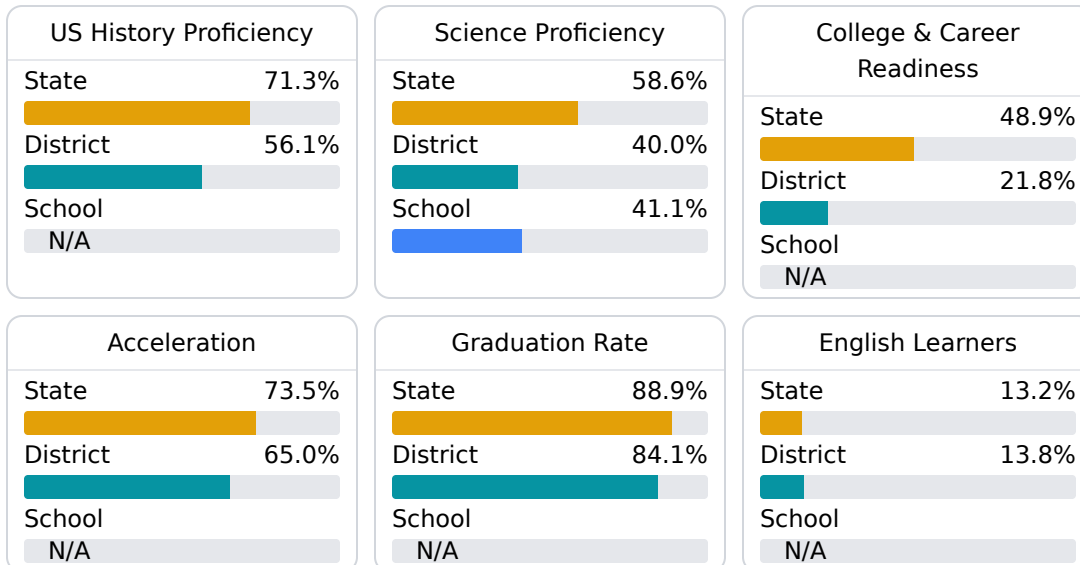 US History Proficiency
State 71.3%
District 56.1%
School
N/A
Science Proficiency
State 58.6%
District 40.0%
School 41.1%
College & Career
Readiness
State 48.9%
District 21.8%
School
N/A
Acceleration
State 73.5%
District 65.0%
School
N/A
Graduation Rate
State 88.9%
District 84.1%
School
N/A
English Learners
State 13.2%
District 13.8%
School
N/A